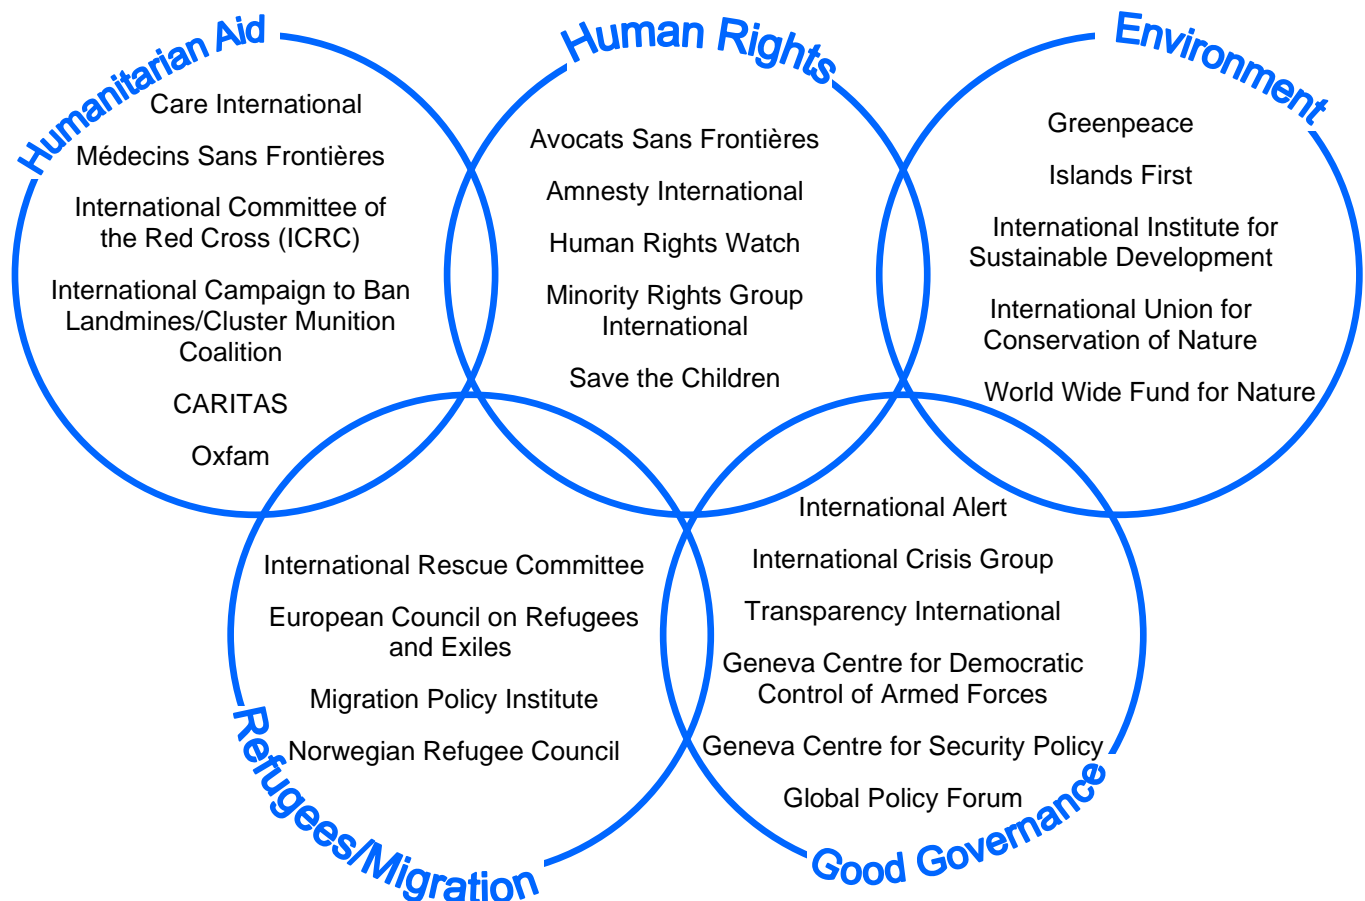 Humanitarian Aid
Care International
Médecins Sans Frontières
International Committee of
the Red Cross (ICRC)
International Campaign to Ban
Landmines/Cluster Munition
Coalition
CARITAS
Oxfam
Human Rights
Avocats Sans Frontières
Amnesty International
Human Rights Watch
Minority Rights Group
International
Save the Children
Environment
Greenpeace
Islands First
International Institute for
Sustainable Development
International Union for
Conservation of Nature
World Wide Fund for Nature
International Rescue Committee
European Council on Refugees
and Exiles
Migration Policy Institute
Norwegian Refugee Council
Refugees/Migration
International Alert
International Crisis Group
Transparency International
Geneva Centre for Democratic
Control of Armed Forces
Geneva Centre for Security Policy
Global Policy Forum
Good Governance